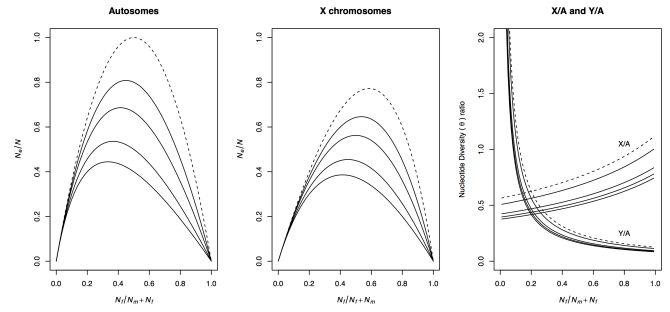 Autosomes
X chromosomes
X/A and Y/A
Ne/N
0.0 0.2 0.4 0.6 0.8 1.0
0.0 0.2 0.4 0.6 0.8 1.0
Nf/Nm + Nf
Ne/N
0.0 0.2 0.4 0.6 0.8 1.0
0.0 0.2 0.4 0.6 0.8 1.0
Nf/Nf + Nm
Nucleotide Diversity ( θ ) ratio
0.0 0.5 1.0 1.5 2.0
X/A
Y/A
0.0 0.2 0.4 0.6 0.8 1.0
Nf/Nm + Nf